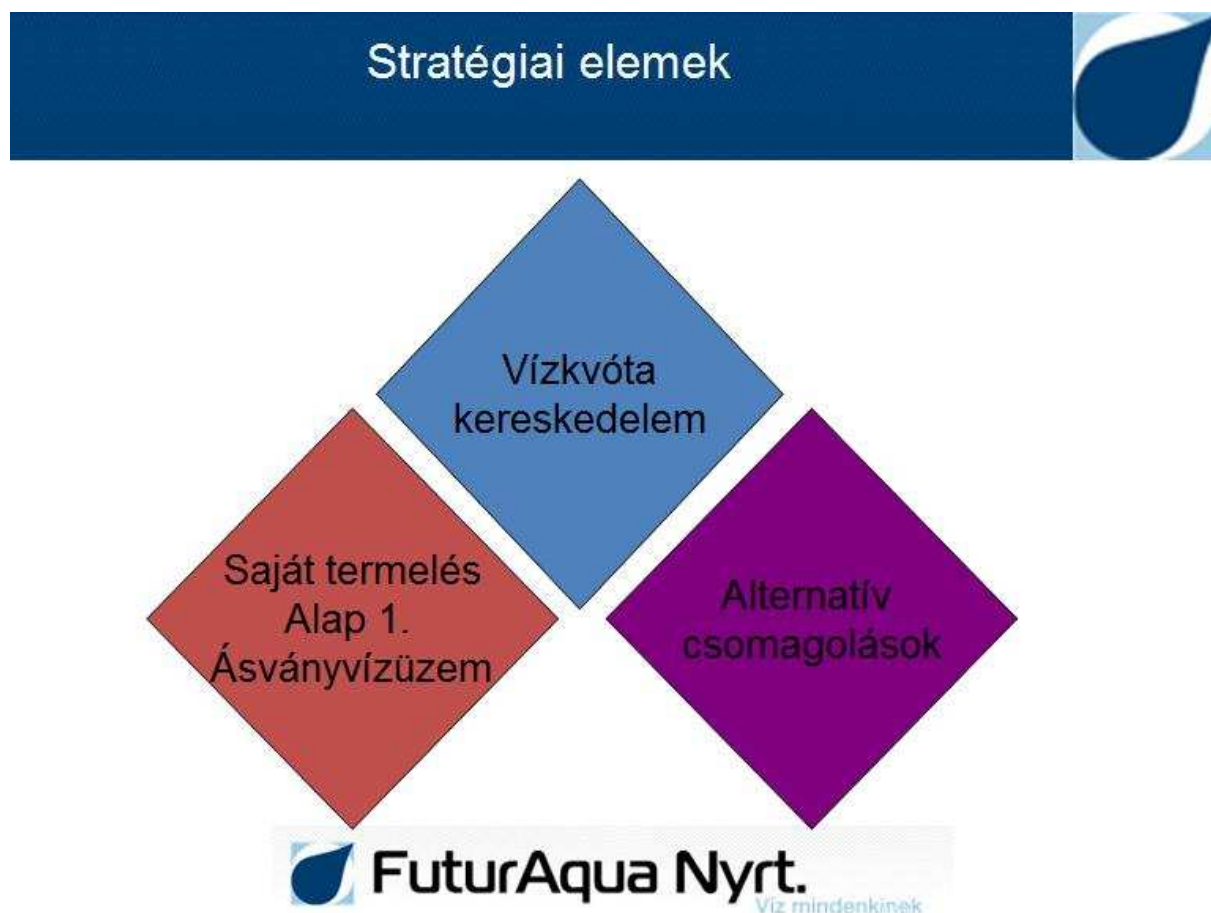 Stratégiai elemek
Vízkvóta
kereskedelem
Saját termelés
Alap 1.
Ásványvízüzem
Alternatív
csomagolások
FuturAqua Nyrt.
Víz mindenkinek